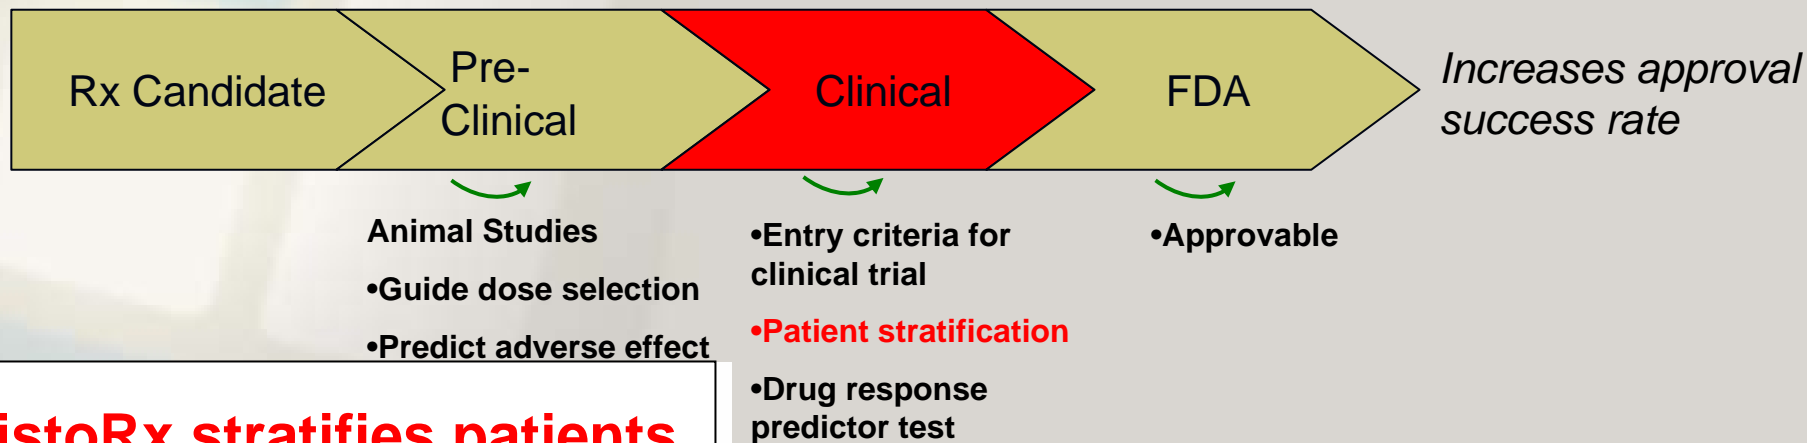 Rx Candidate
Pre-
Clinical
Clinical
FDA
Increases approval
success rate
Animal Studies
•Guide dose selection
•Predict adverse effect
•Entry criteria for
clinical trial
•Patient stratification
•Drug response
predictor test
•Approvable
istoRx stratifies patients